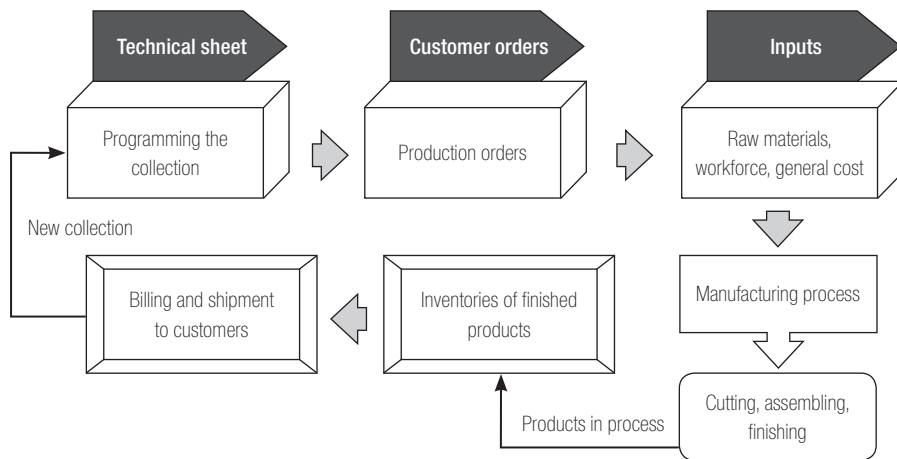 Technical sheet
Customer orders
Inputs
Programming the
collection
Production orders
Raw materials,
workforce, general cost
New collection
Billing and shipment
to customers
Inventories of finished
products
Manufacturing process
Products in process
Cutting, assembling,
finishing